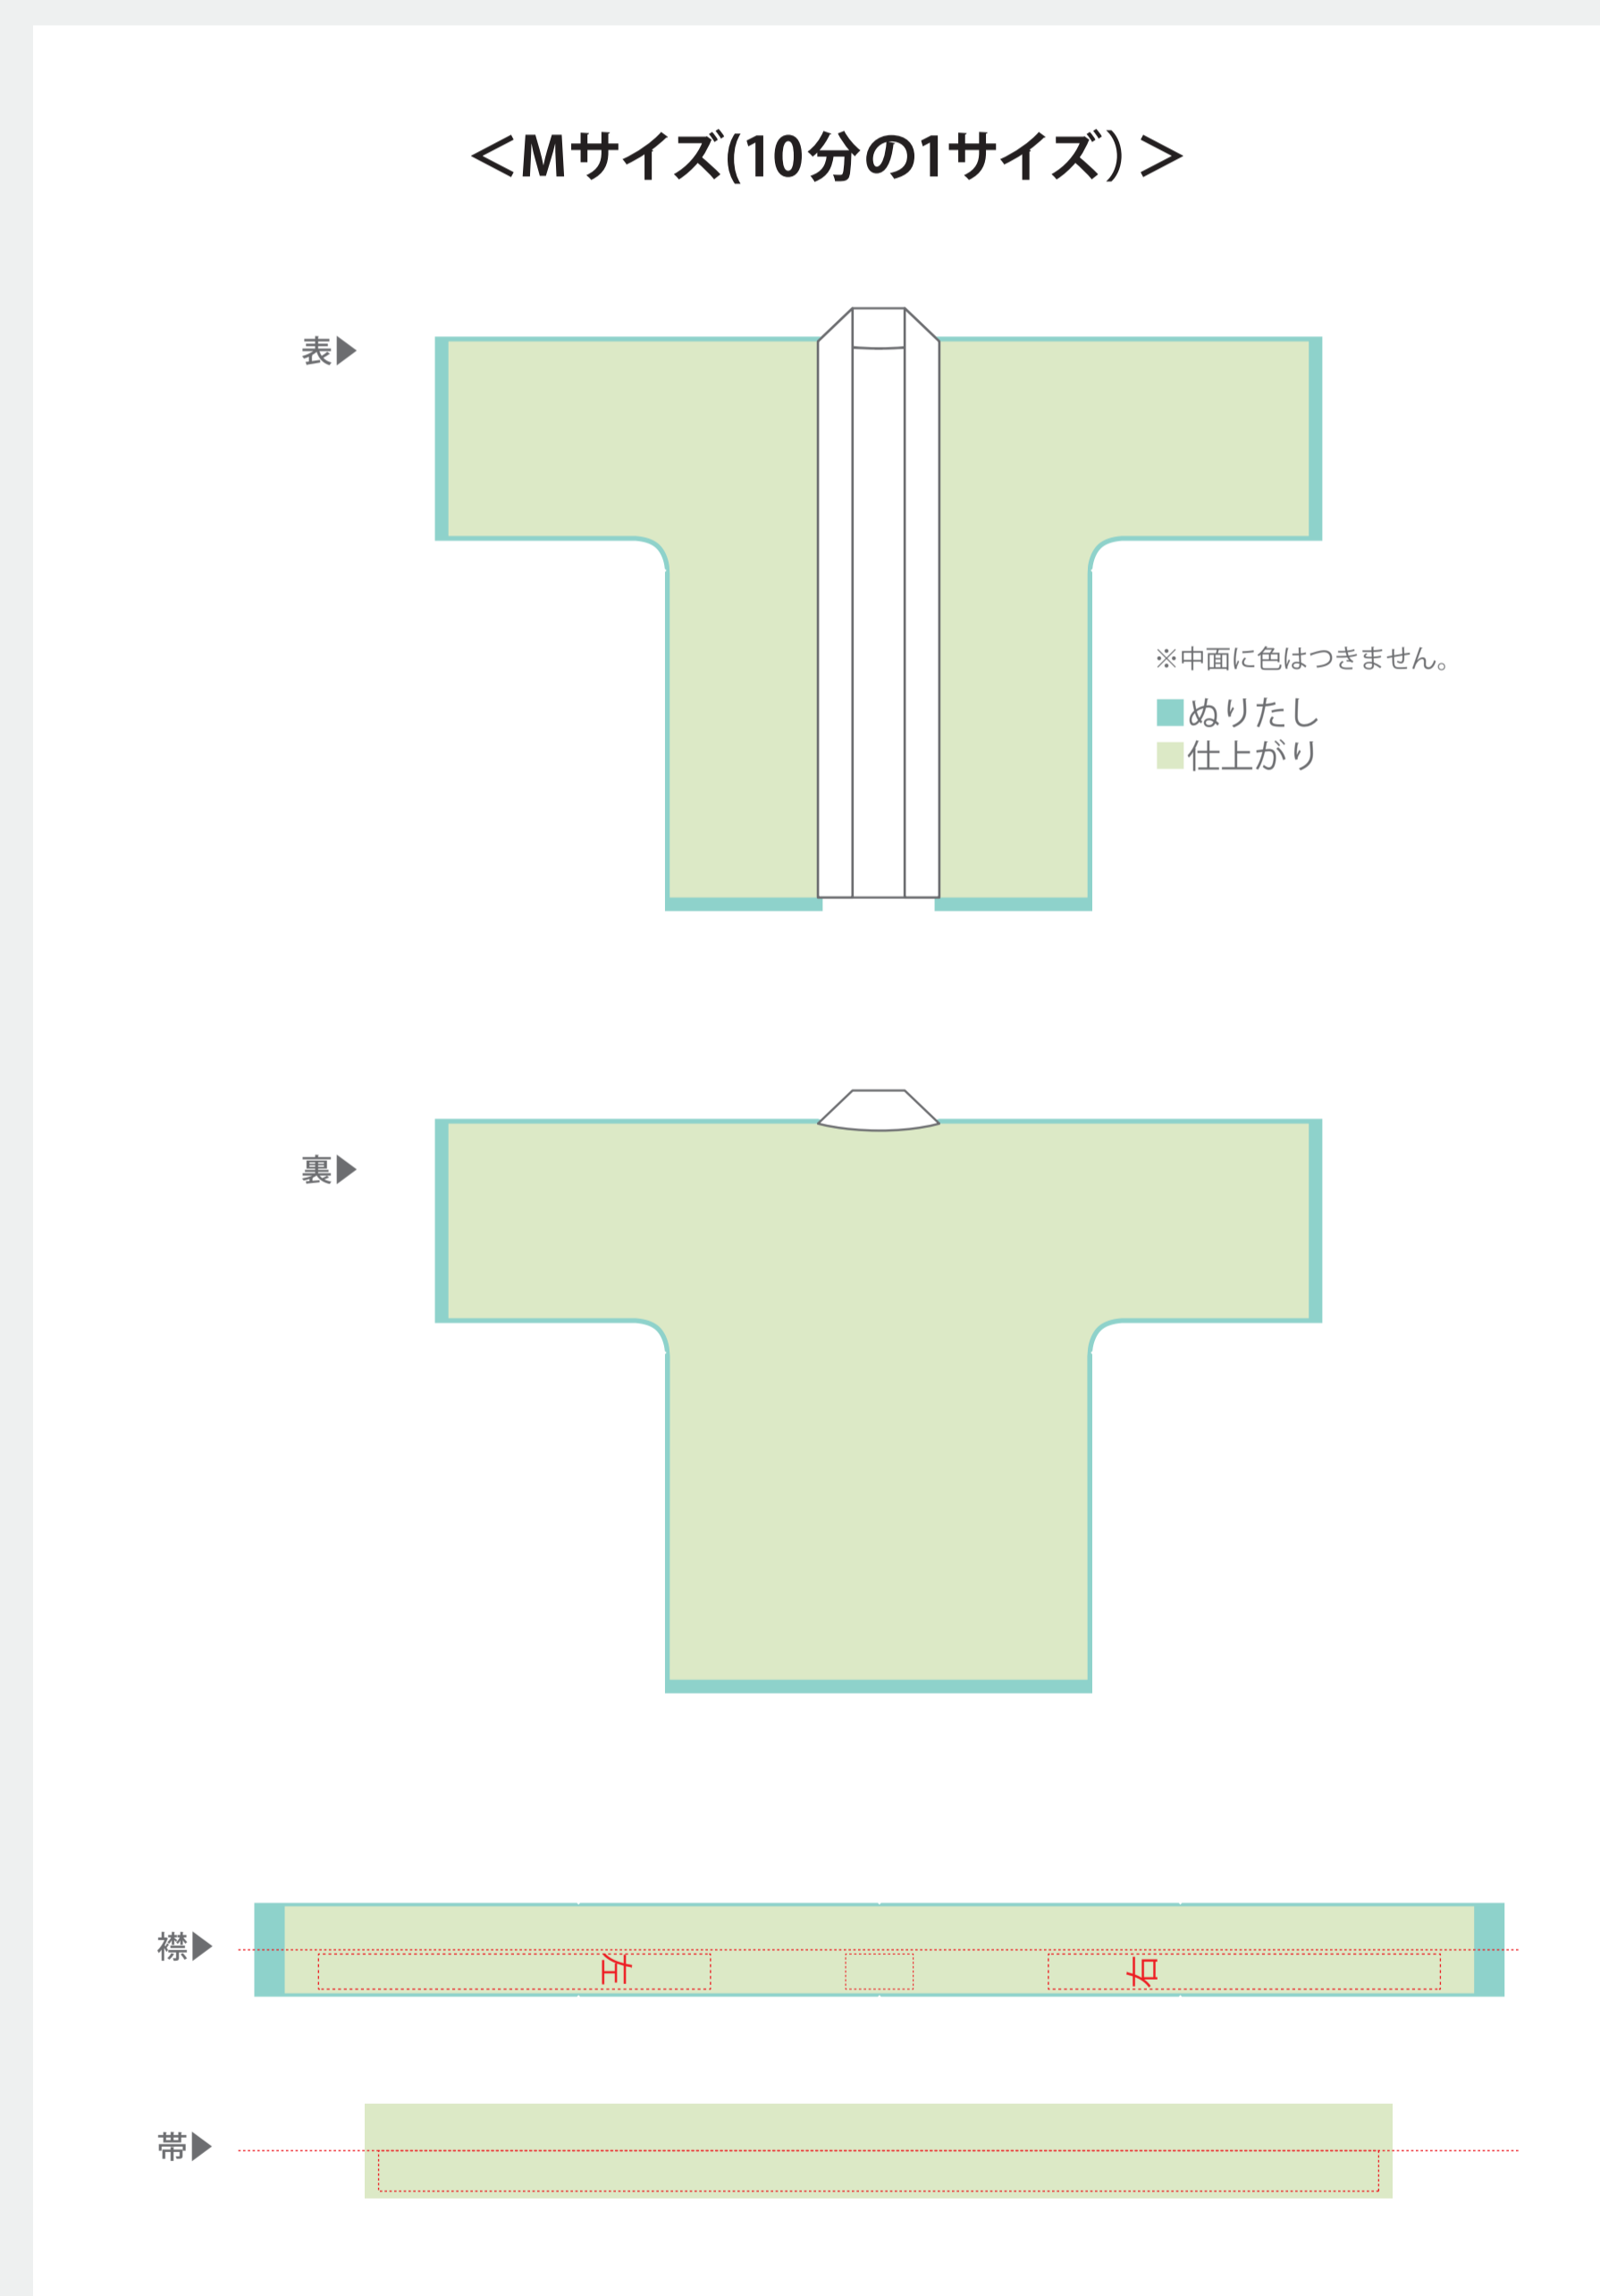 ＜Mサイズ(10分の1サイズ）＞
表▶
※中面に色はつきません。
ぬりたし
仕上がり
裏▶
襟▶
左
右
帯▶